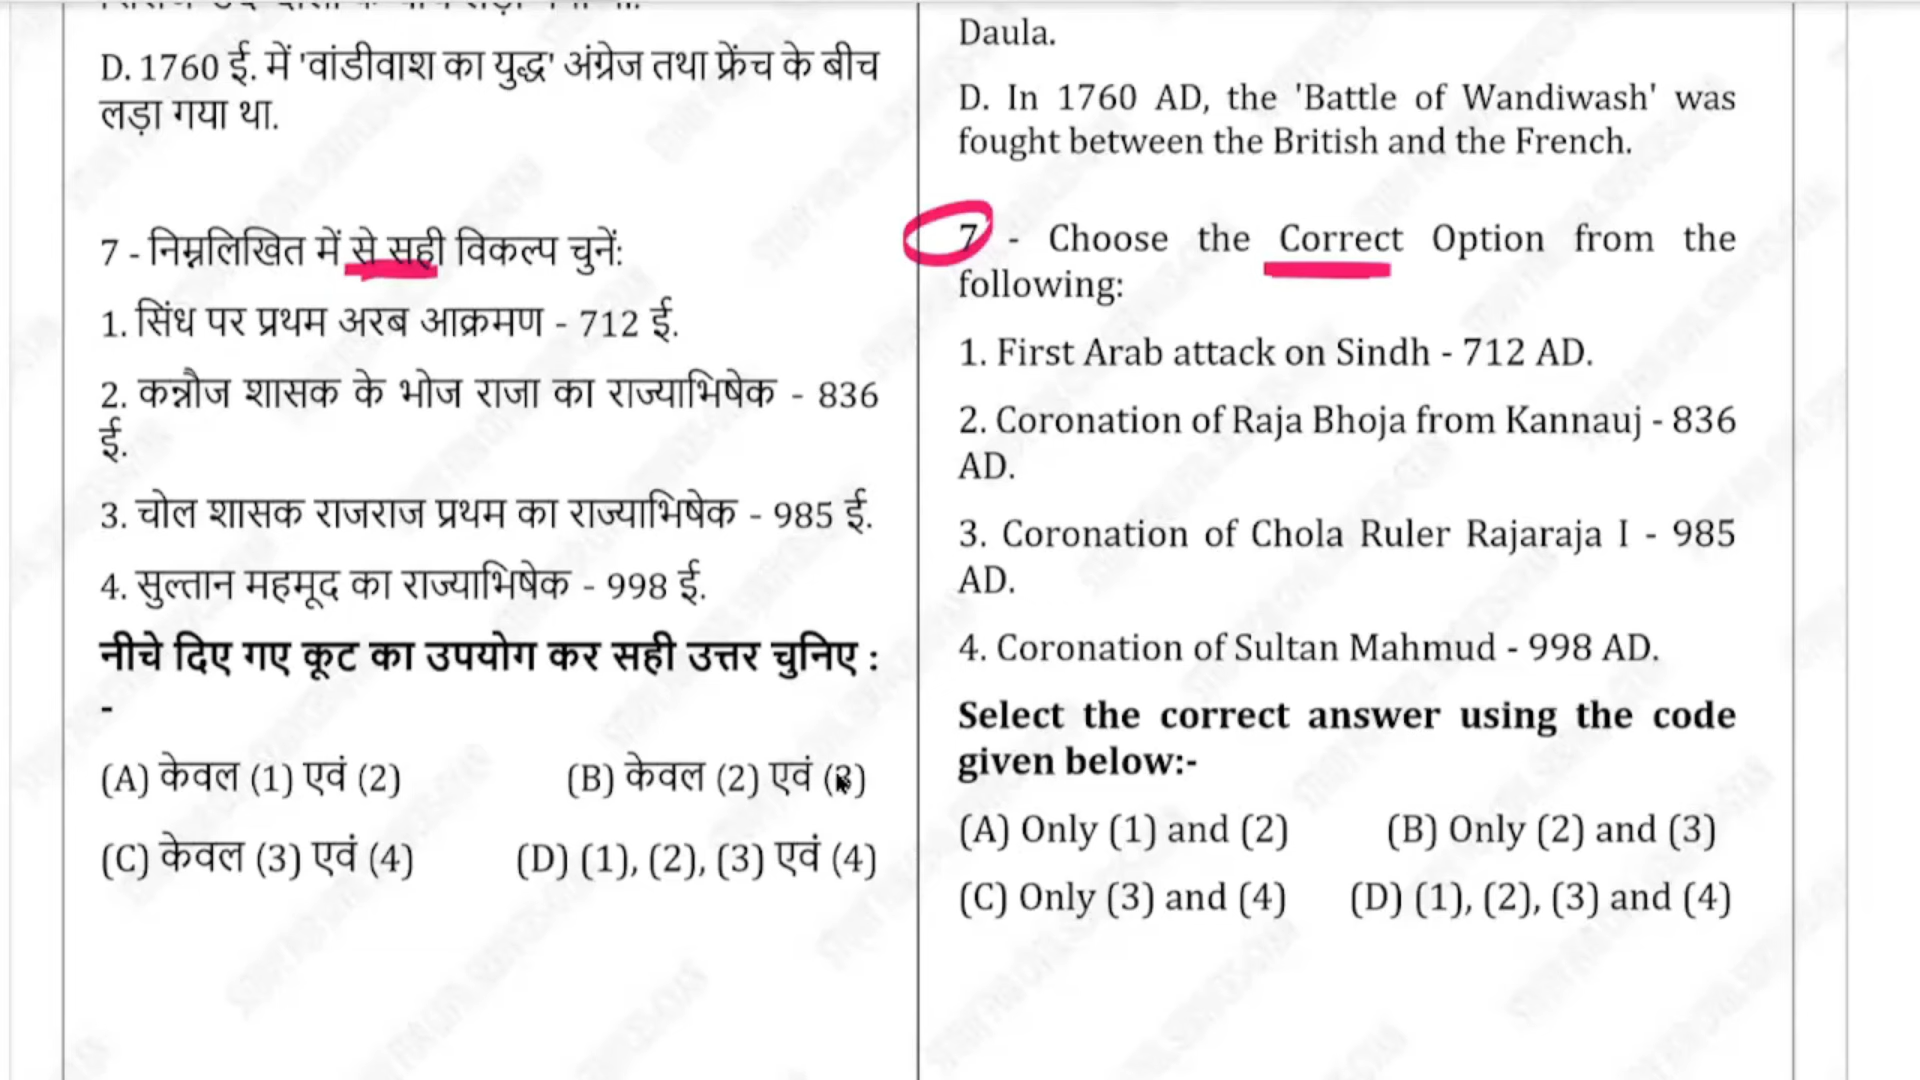 D. 1760 ई. में 'वांडीवाश का युद्ध' अंग्रेज तथा फ्रेंच के बीच
लड़ा गया था.
7 - निम्नलिखित में से सही विकल्प चुनें:
1. सिंध पर प्रथम अरब आक्रमण - 712 ई.
2. कन्नौज शासक के भोज राजा का राज्याभिषेक - 836
ई.
3. चोल शासक राजराज प्रथम का राज्याभिषेक - 985 ई.
4. सुल्तान महमूद का राज्याभिषेक - 998 ई.
नीचे दिए गए कूट का उपयोग कर सही उत्तर चुनिए :
-
(A) केवल (1) एवं (2) (B) केवल (2) एवं (3)
(C) केवल (3) एवं (4) (D) (1), (2), (3) एवं (4)
Daula.
D. In 1760 AD, the 'Battle of Wandiwash' was
fought between the British and the French.
7 - Choose the Correct Option from the
following:
1. First Arab attack on Sindh - 712 AD.
2. Coronation of Raja Bhoja from Kannauj - 836
AD.
3. Coronation of Chola Ruler Rajaraja I - 985
AD.
4. Coronation of Sultan Mahmud - 998 AD.
Select the correct answer using the code
given below:-
(A) Only (1) and (2) (B) Only (2) and (3)
(C) Only (3) and (4) (D) (1), (2), (3) and (4)